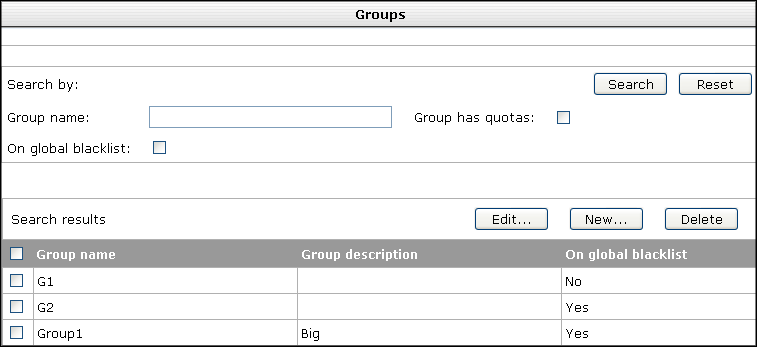 Groups
Search by: Search Reset
Group name: Group has quotas:
On global blacklist:
Search results Edit... New... Delete
Group name Group description On global blacklist
G1 No
G2 Yes
Group1 Big Yes